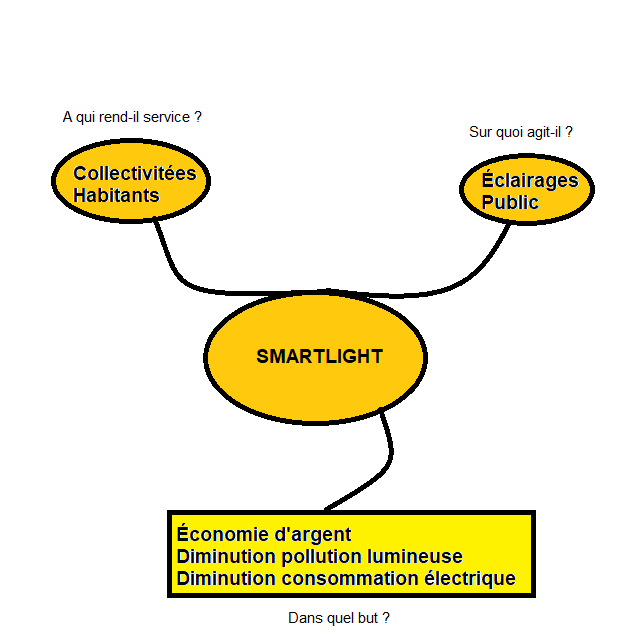 A qui rend-il service ?
Sur quoi agit-il ?
Collectivitées
Habitants
Éclairages
Public
SMARTLIGHT
Économie d'argent
Diminution pollution lumineuse
Diminution consommation électrique
Dans quel but ?